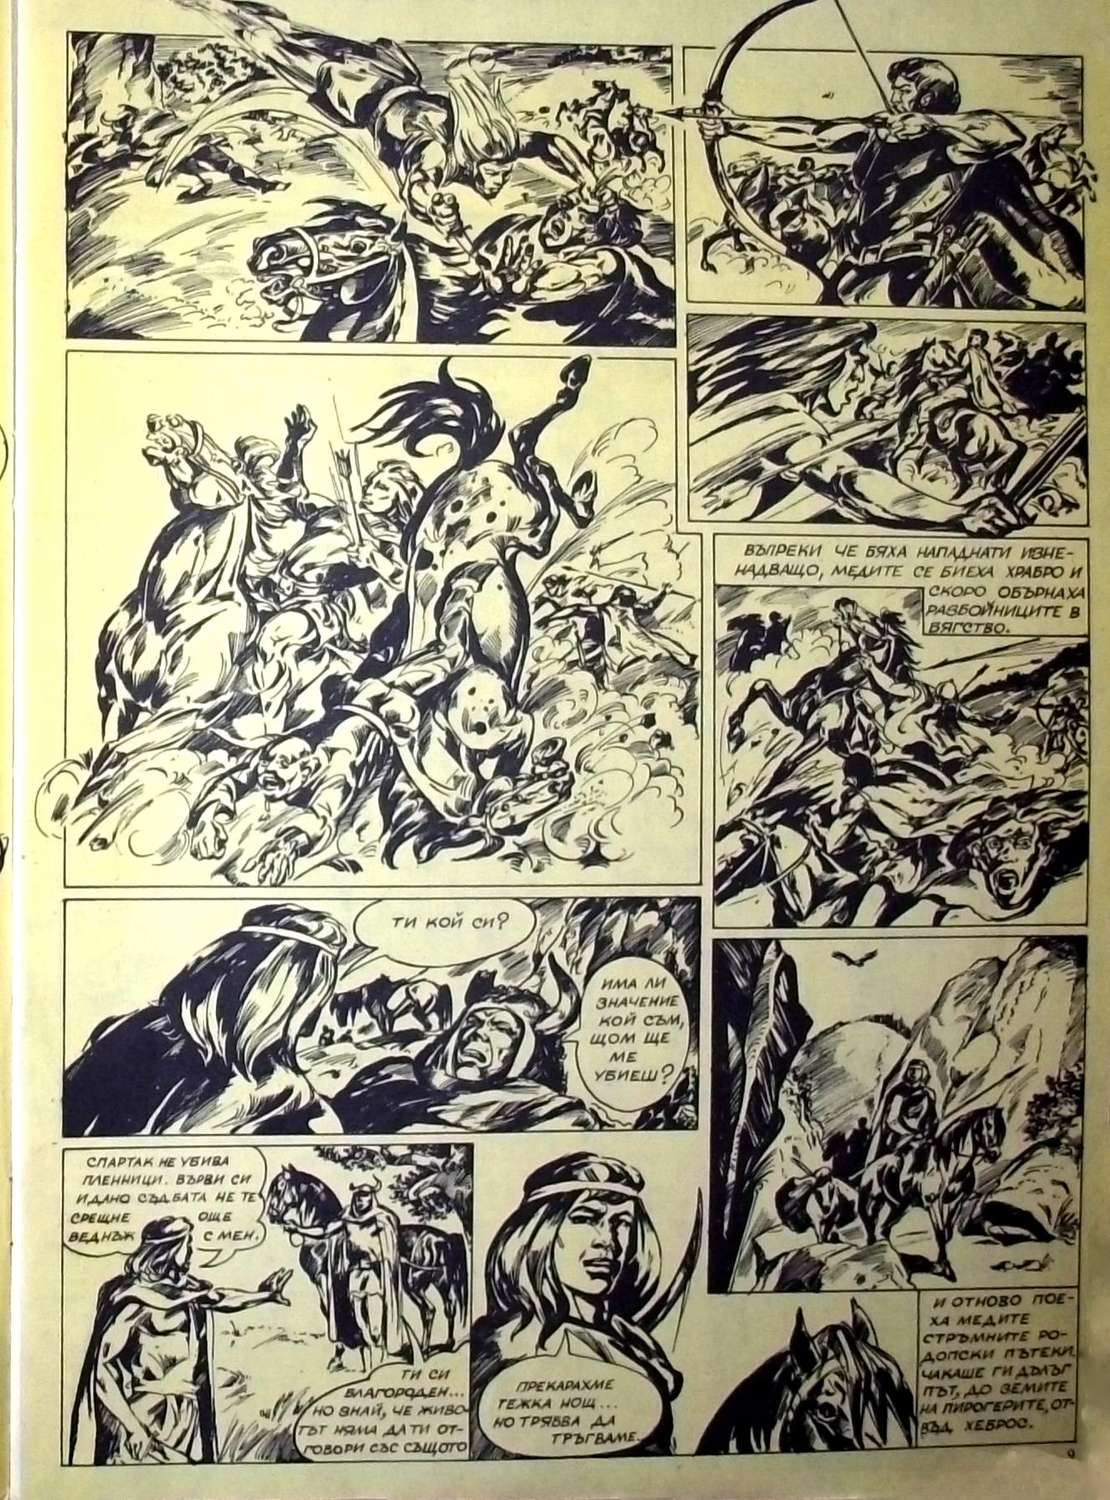 ВЪПРЕКИ ЧЕ БЯХА НАПАДНАТИ ИЗНЕ-
НАДВАЩО, МЕДИТЕ СЕ БИЕХА ХРАБРО И
СКОРО ОБЪРНАХА
РАЗБОЙНИЦИТЕ В
БЯГСТВО.
ТИ КОЙ СИ?
ИМА ЛИ
ЗНАЧЕНИЕ
КОЙ СЪМ,
ЩОМ ЩЕ
МЕ
УБИЕШ?
СПАРТАК НЕ УБИВА
ПЛЕННИЦИ. ВЪРВИ СИ
И ДАНО СЪДБАТА НЕ ТЕ
СРЕЩНЕ ОЩЕ
ВЕДНЪЖ С МЕН.
ТИ СИ
БЛАГОРОДЕН...
НО ЗНАЙ, ЧЕ ЖИВО-
ТЪТ НЯМА ДА ТИ ОТ-
ГОВОРИ СЪС СЪЩОТО
ПРЕКАРАХМЕ
ТЕЖКА НОЩ...
НО ТРЯБВА ДА
ТРЪГВАМЕ.
И ОТНОВО ПОЕ-
ХА МЕДИТЕ
СТРЪМНИТЕ РО-
ДОПСКИ ПЪТЕКИ.
ЧАКАШЕ ГИ ДЪЛЪГ
ПЪТ, ДО ЗЕМИТЕ
НА ПИРОГЕРИТЕ, ОТ-
ВЪД ХЕБРОС.
9